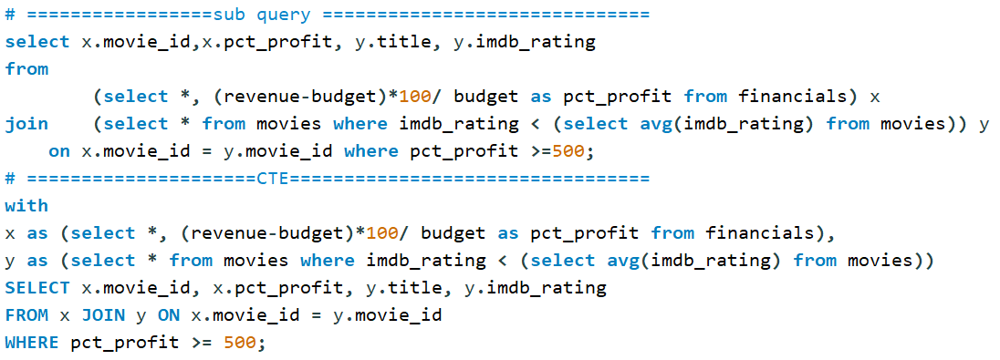 # =================sub query ==============================
select x.movie_id,x.pct_profit, y.title, y.imdb_rating
from
        (select *, (revenue-budget)*100/ budget as pct_profit from financials) x
join    (select * from movies where imdb_rating < (select avg(imdb_rating) from movies)) y
    on x.movie_id = y.movie_id where pct_profit >=500;
# =====================CTE=================================
with
x as (select *, (revenue-budget)*100/ budget as pct_profit from financials),
y as (select * from movies where imdb_rating < (select avg(imdb_rating) from movies))
SELECT x.movie_id, x.pct_profit, y.title, y.imdb_rating
FROM x JOIN y ON x.movie_id = y.movie_id
WHERE pct_profit >= 500;